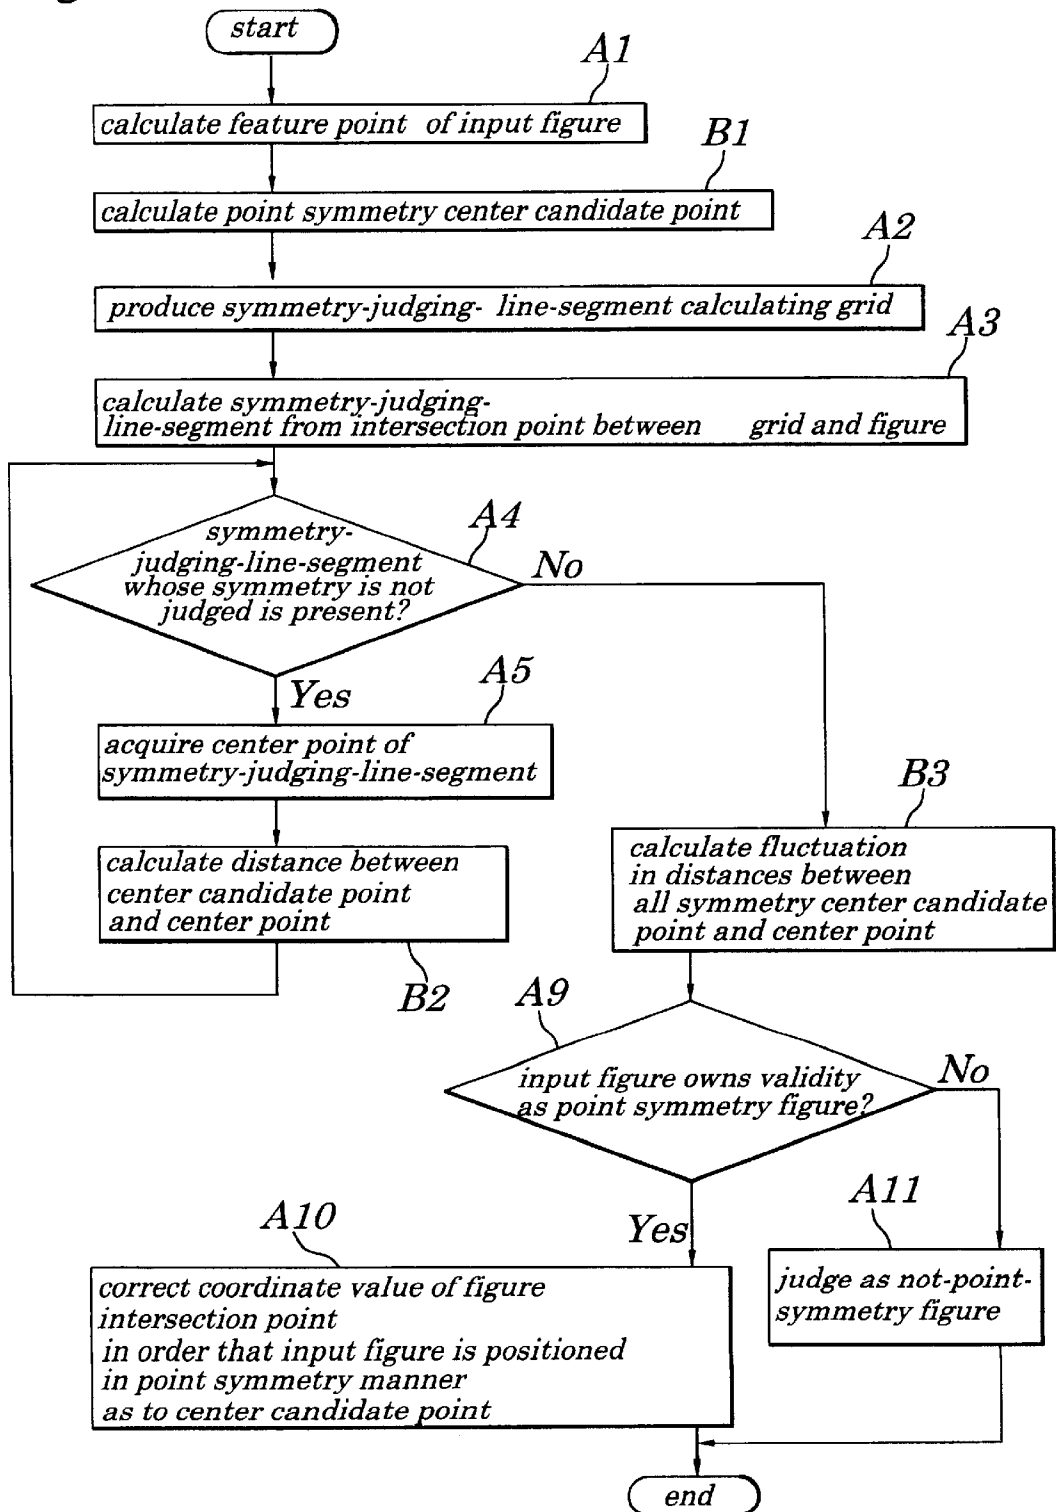 start
A1
calculate feature point of input figure
B1
calculate point symmetry center candidate point
A2
produce symmetry-judging- line-segment calculating grid
A3
calculate symmetry-judging-
line-segment from intersection point between grid and figure
A4
symmetry-
judging-line-segment
whose symmetry is not
judged is present?
No
Yes
A5
acquire center point of
symmetry-judging-line-segment
calculate distance between
center candidate point
and center point
B2
B3
calculate fluctuation
in distances between
all symmetry center candidate
point and center point
A9
input figure owns validity
as point symmetry figure?
No
Yes
A10
correct coordinate value of figure
intersection point
in order that input figure is positioned
in point symmetry manner
as to center candidate point
A11
judge as not-point-
symmetry figure
end